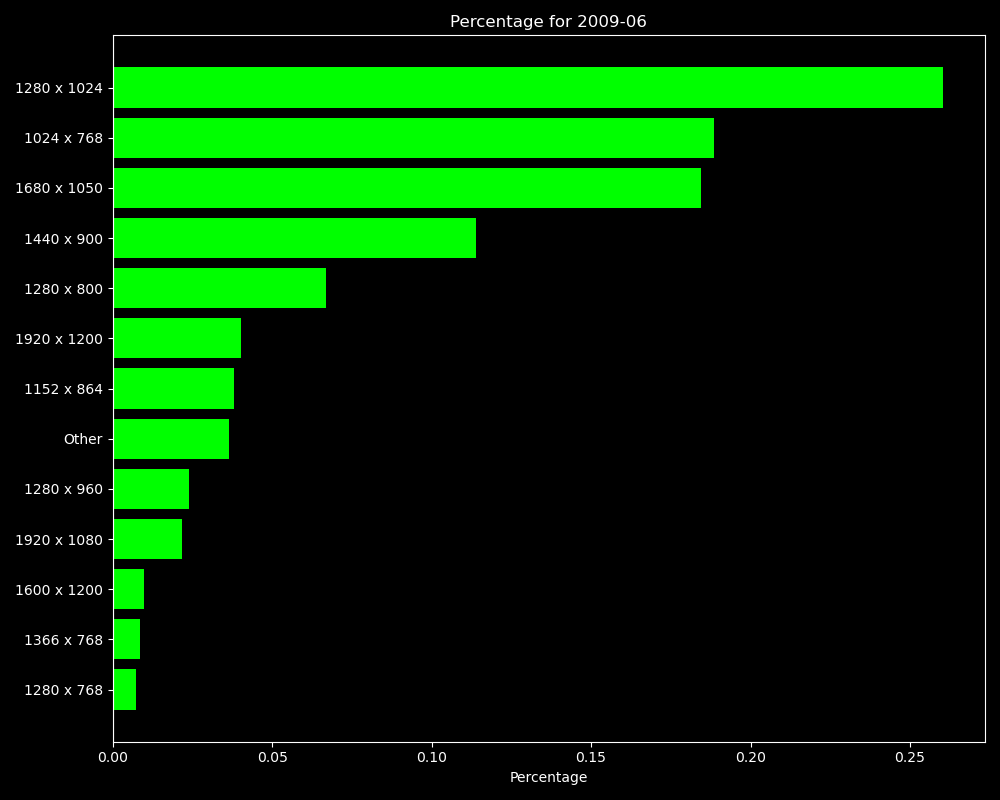 Percentage for 2009-06
1280 x 1024
1024 x 768
1680 x 1050
1440 x 900
1280 x 800
1920 x 1200
1152 x 864
Other
1280 x 960
1920 x 1080
1600 x 1200
1366 x 768
1280 x 768
0.00 0.05 0.10 0.15 0.20 0.25
Percentage